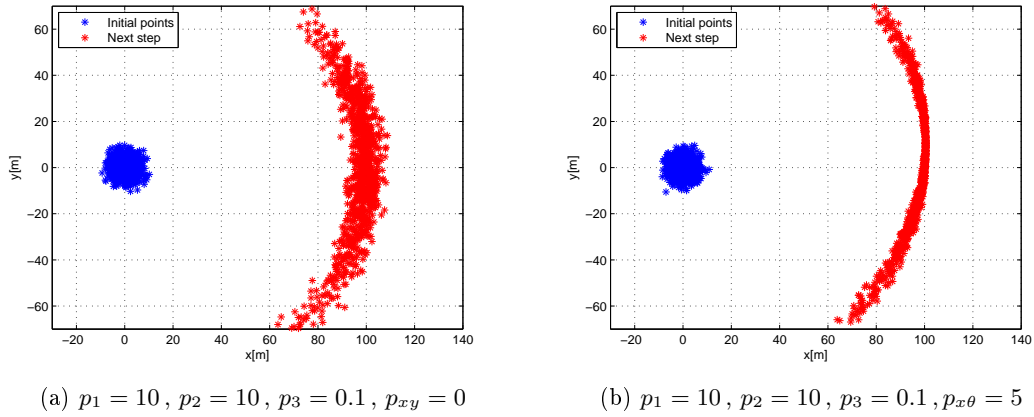 Initial points
Next step
60
40
20
0
−20
−40
−60
y[m]
−20 0 20 40 60 80 100 120 140
x[m]
(a) p₁ = 10 , p₂ = 10 , p₃ = 0.1 , pₓᵧ = 0
Initial points
Next step
60
40
20
0
−20
−40
−60
y[m]
−20 0 20 40 60 80 100 120 140
x[m]
(b) p₁ = 10 , p₂ = 10 , p₃ = 0.1 , pₓθ = 5